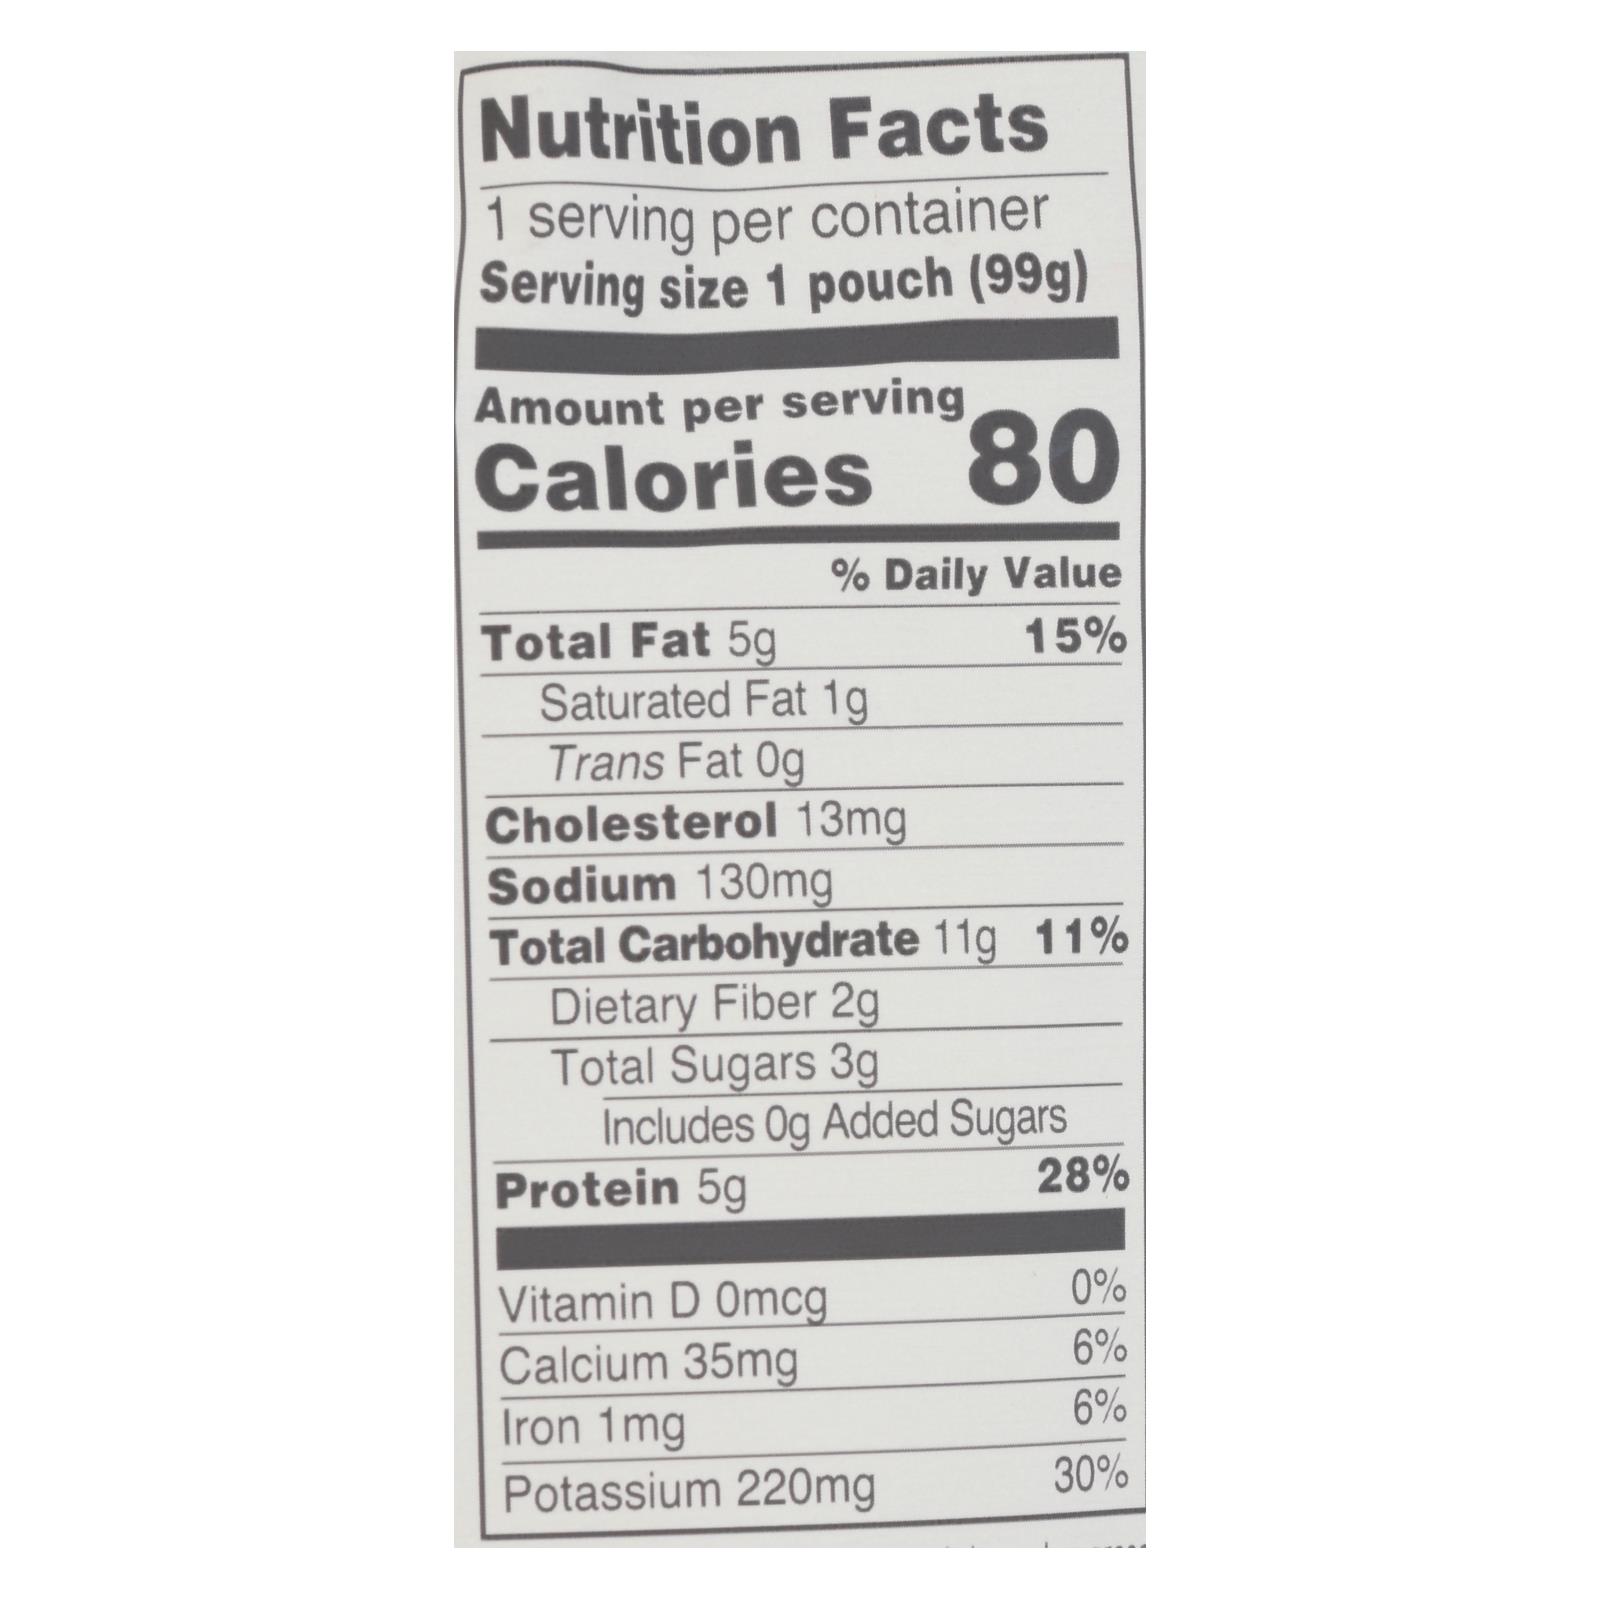 Nutrition Facts
1 serving per container
Serving size 1 pouch (99g)
Amount per serving
Calories 80
% Daily Value
Total Fat 5g 15%
Saturated Fat 1g
Trans Fat 0g
Cholesterol 13mg
Sodium 130mg
Total Carbohydrate 11g 11%
Dietary Fiber 2g
Total Sugars 3g
Includes 0g Added Sugars
Protein 5g 28%
Vitamin D 0mcg 0%
Calcium 35mg 6%
Iron 1mg 6%
Potassium 220mg 30%